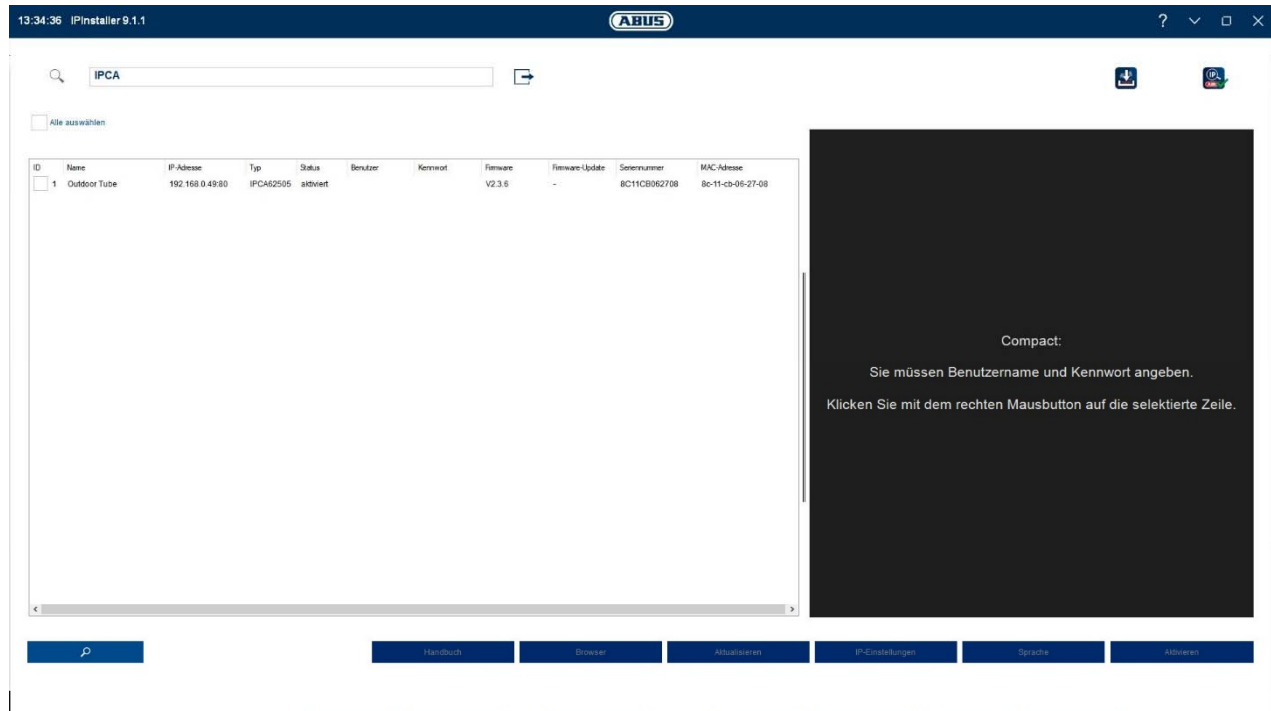 13:34:36 IPInstaller 9.1.1 ABUS ?
IPCA
Alle auswählen
ID Name IP-Adresse Typ Status Benutzer Kennwort Firmware Firmware-Update Seriennummer MAC-Adresse
1 Outdoor Tube 192.168.0.49:80 IPCA62505 aktiviert V2.3.6 - 8C11CB062708 8c-11-cb-06-27-08
Compact:
Sie müssen Benutzername und Kennwort angeben.
Klicken Sie mit dem rechten Mausbutton auf die selektierte Zeile.
Handbuch Browser Aktualisieren IP-Einstellungen Sprache Aktivieren